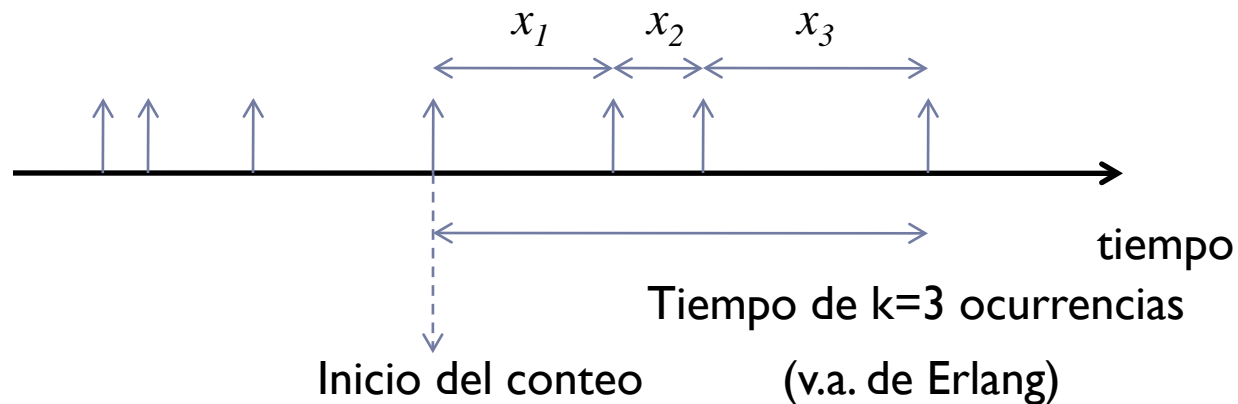 x1 x2 x3
tiempo
Tiempo de k=3 ocurrencias
Inicio del conteo (v.a. de Erlang)